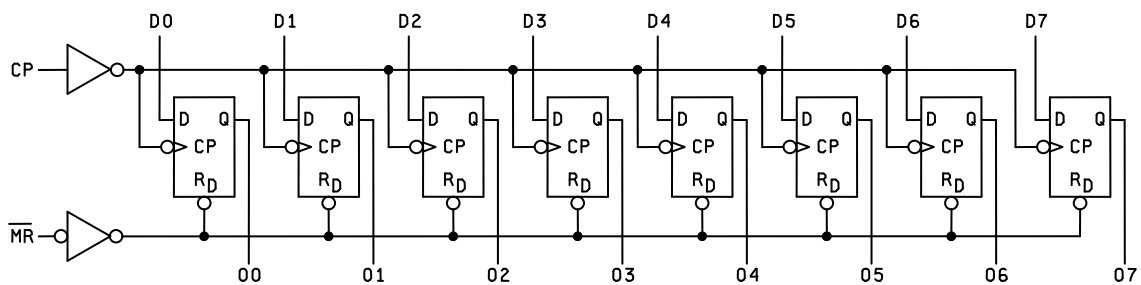 D0 D1 D2 D3 D4 D5 D6 D7
CP
D Q D Q D Q D Q D Q D Q D Q D Q
CP CP CP CP CP CP CP CP
RD RD RD RD RD RD RD RD
MR
O0 O1 O2 O3 O4 O5 O6 O7